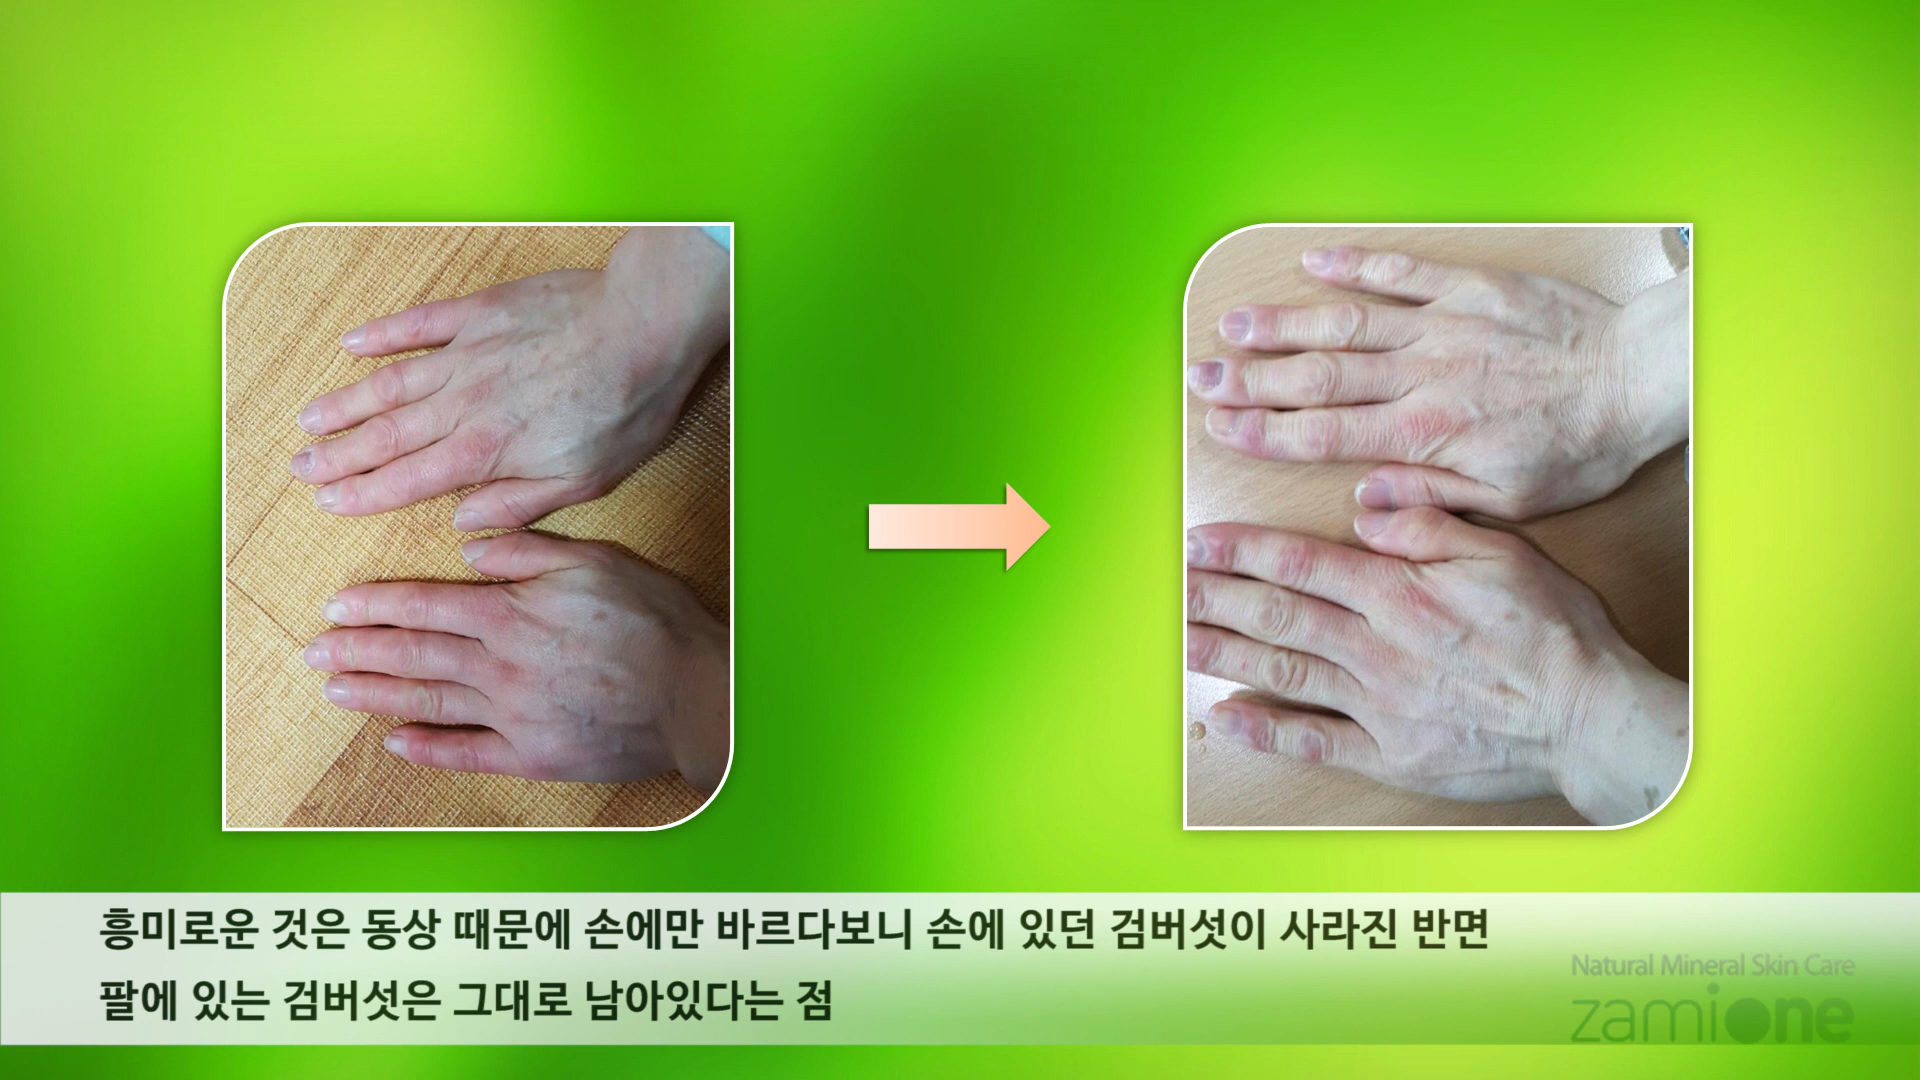 흥미로운 것은 동상 때문에 손에만 바르다보니 손에 있던 검버섯이 사라진 반면
팔에 있는 검버섯은 그대로 남아있다는 점
Natural Mineral Skin Care
zamione